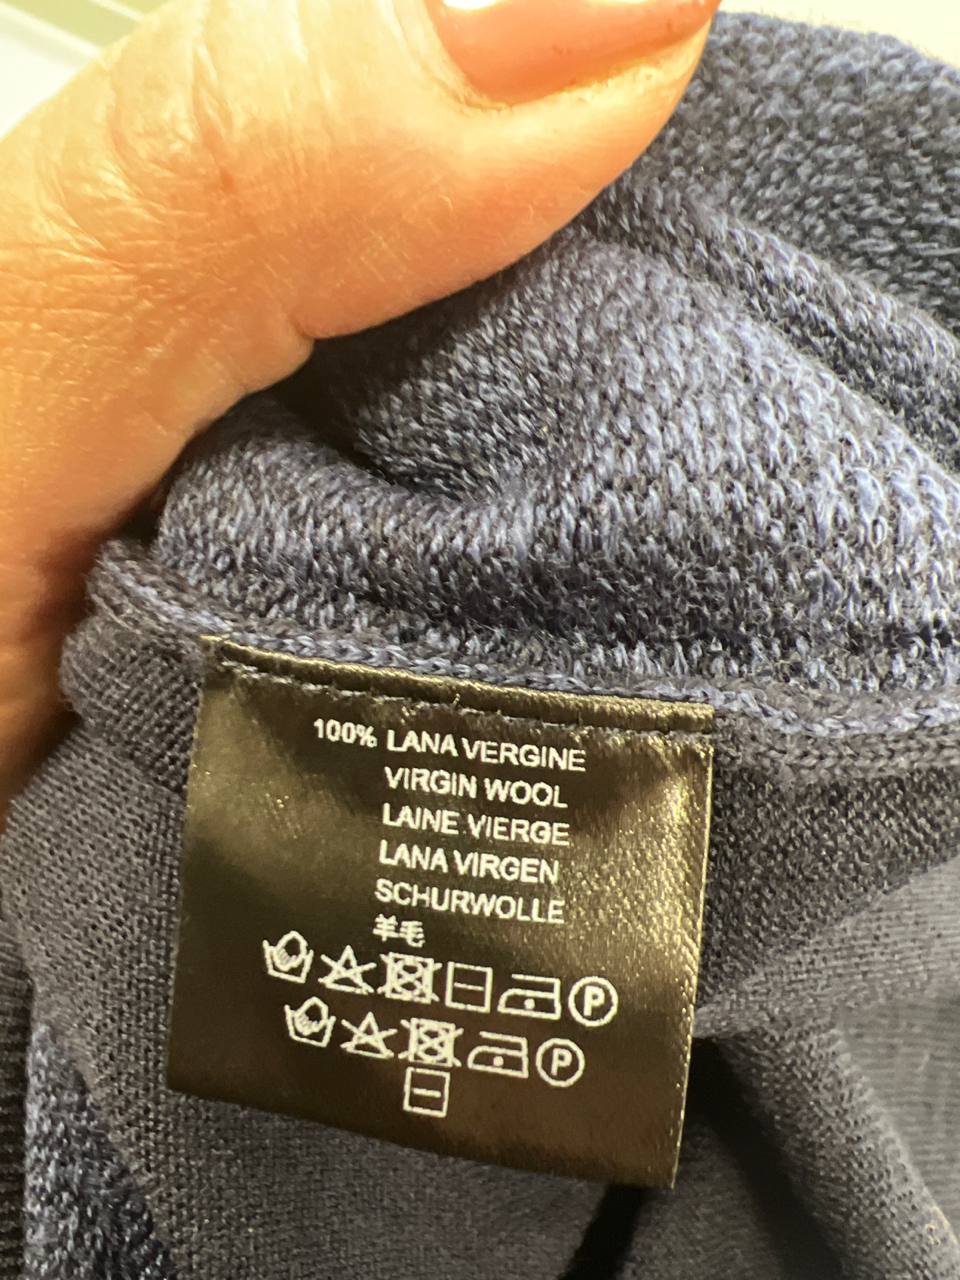 100% LANA VERGINE
VIRGIN WOOL
LAINE VIERGE
LANA VIRGEN
SCHURWOLLE
羊毛
P
P